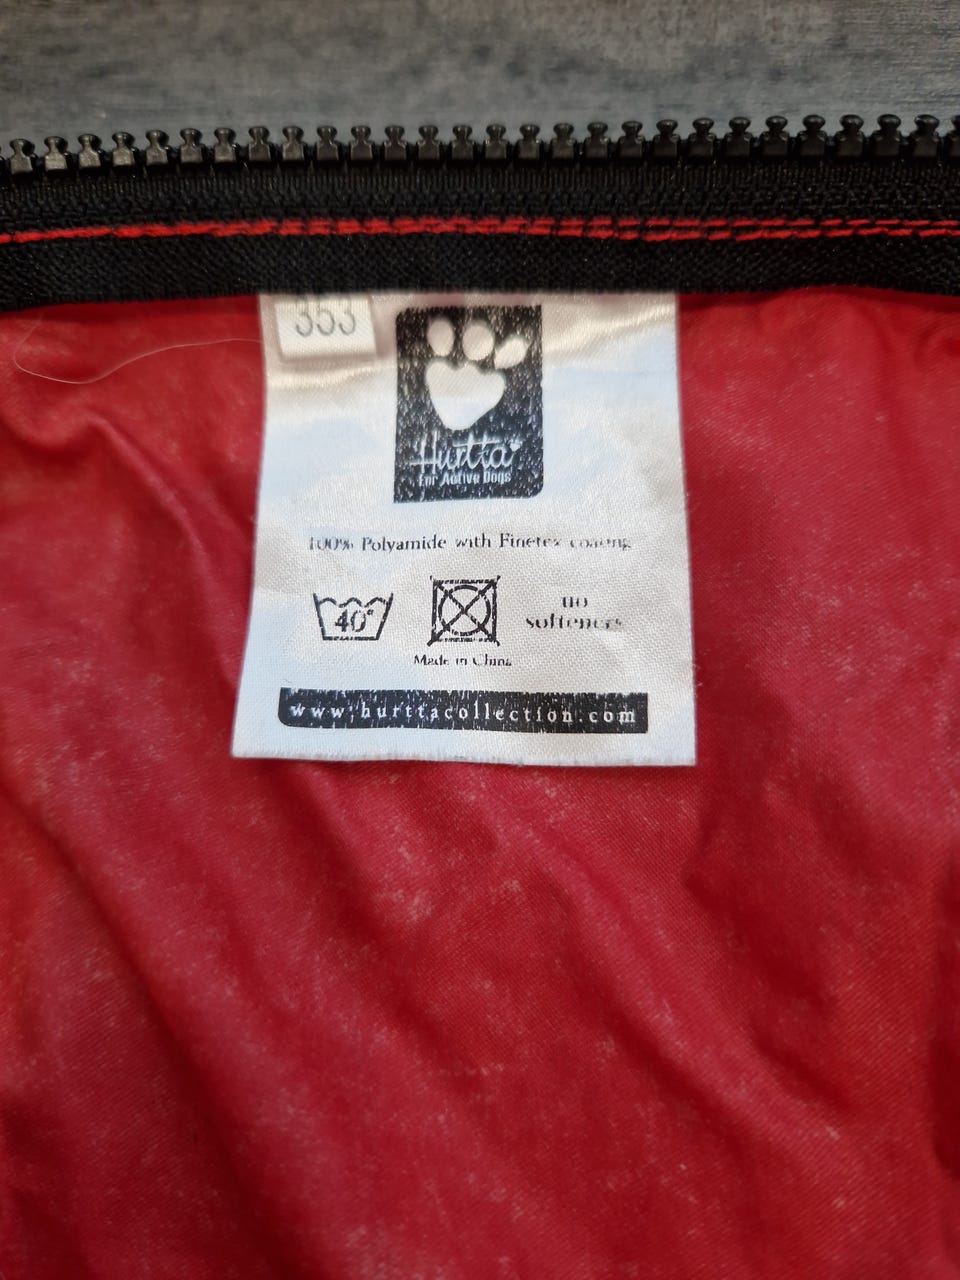 353
Hurtta
For Active Dogs
100% Polyamide with Finetex coating
40°
no
softeners
Made in China
www.hurttacollection.com